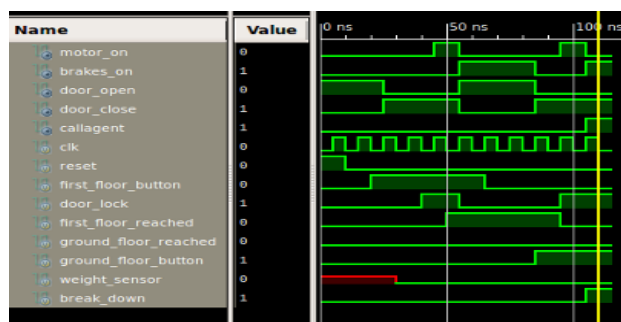 Name Value 0 ns 50 ns 100 ns
motor_on 0
brakes_on 1
door_open 0
door_close 1
callagent 1
clk 0
reset 0
first_floor_button 0
door_lock 1
first_floor_reached 0
ground_floor_reached 0
ground_floor_button 1
weight_sensor 0
break_down 1